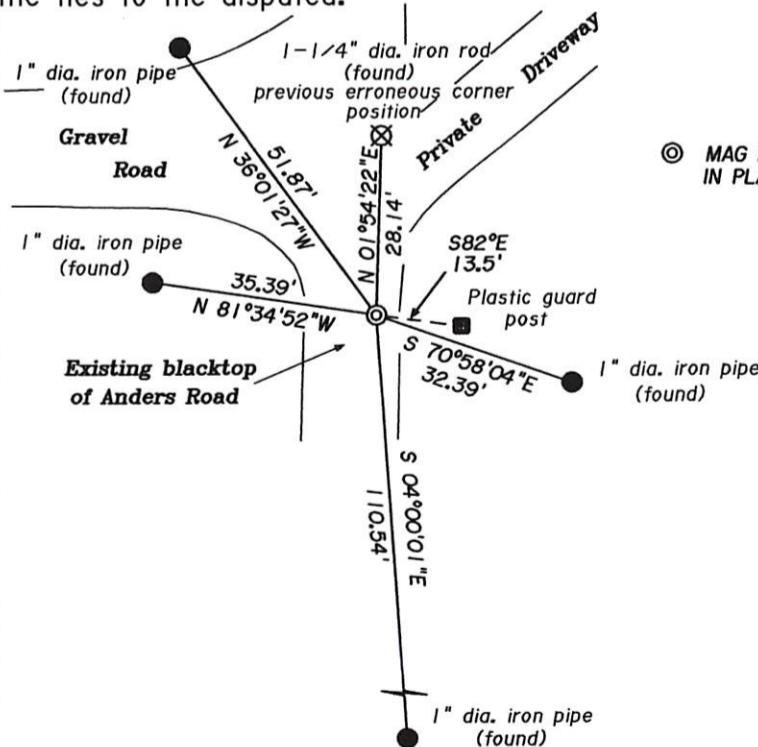 1-1/4" dia. iron rod
(found)
previous erroneous corner
position
1" dia. iron pipe
(found)
Private Driveway
Gravel
Road
51.87'
N 36°01'27"W
N 01°54'22"E
28.14'
MAG
IN
S82°E
13.5'
Plastic guard
post
1" dia. iron pipe
(found)
35.39'
N 81°34'52"W
S 70°58'04"E
32.39'
1" dia. iron pipe
(found)
Existing blacktop
of Anders Road
S 04°00'01"E
110.54'
1" dia. iron pipe
(found)